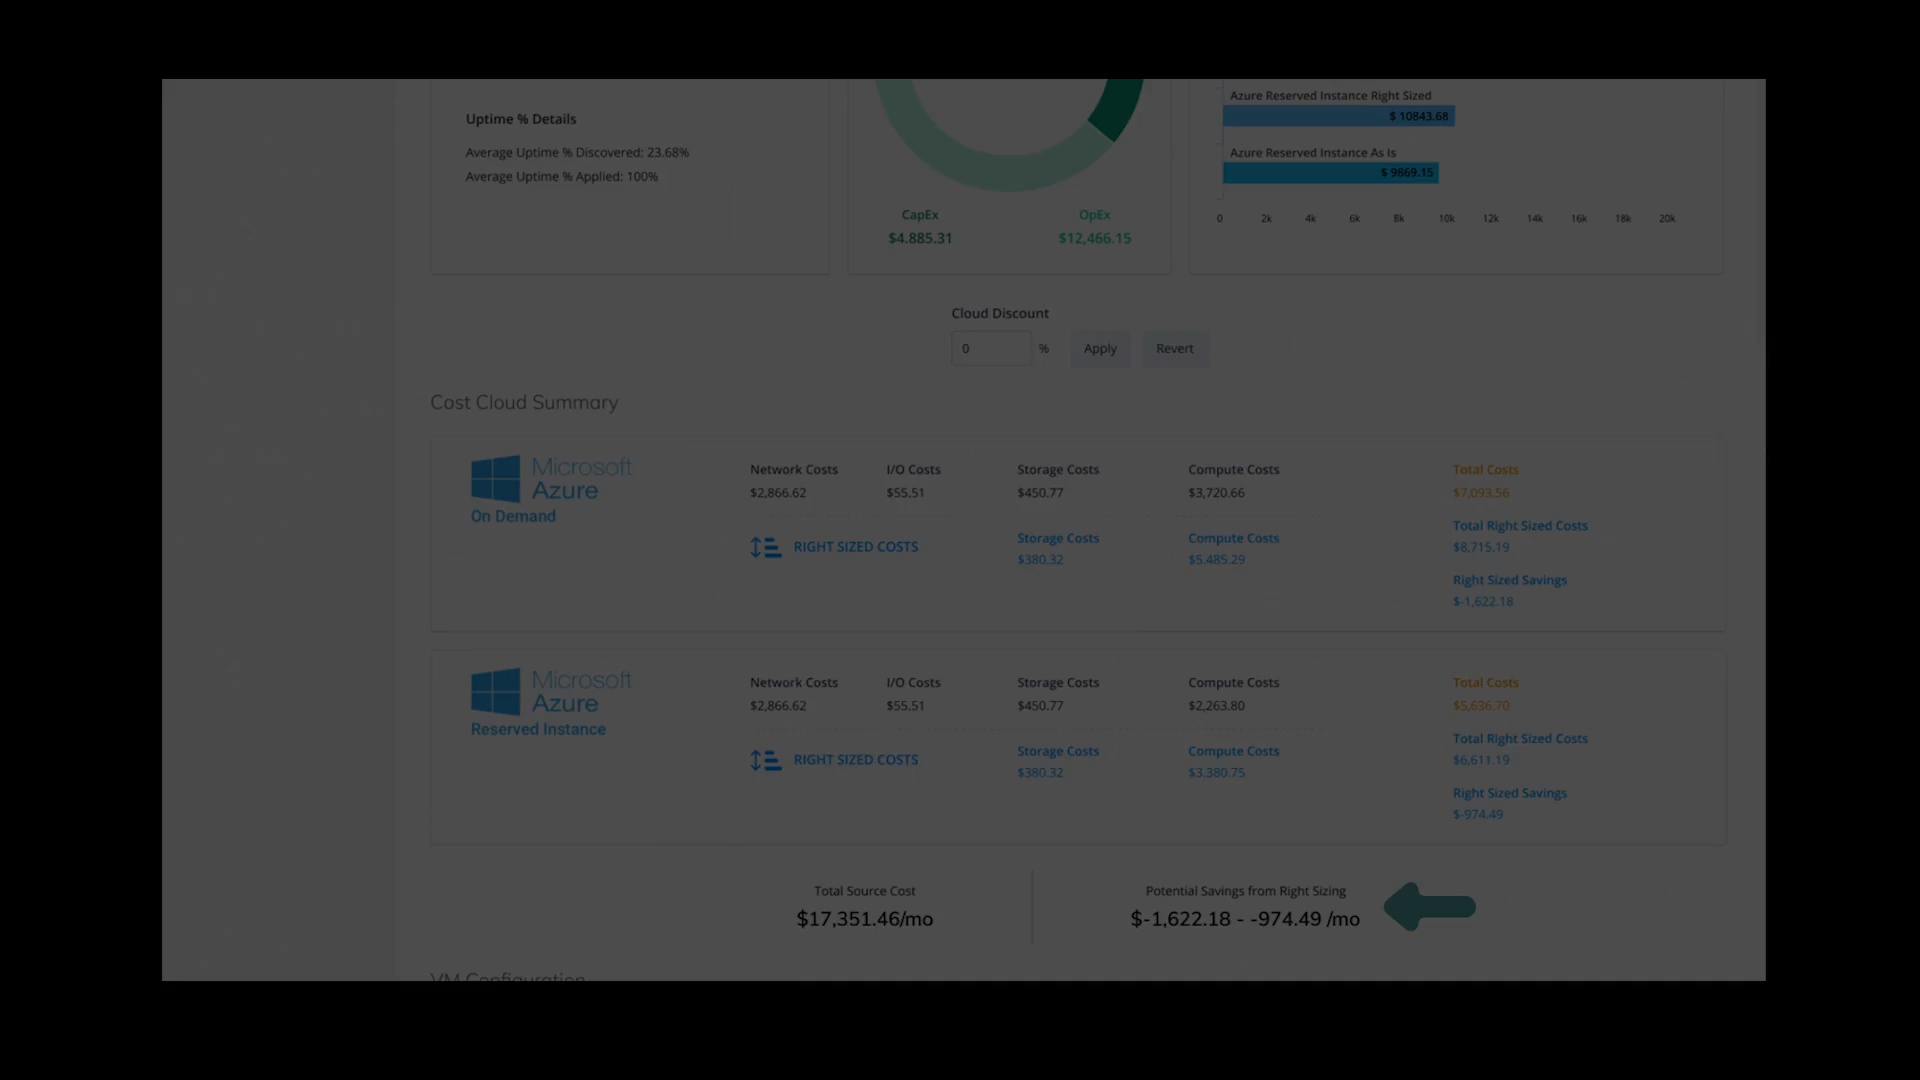 Uptime % Details
Average Uptime % Discovered: 23.68%
Average Uptime % Applied: 100%
CapEx
$4.885.31
OpEx
$12,466.15
Azure Reserved Instance Right Sized
$ 10843.68
Azure Reserved Instance As Is
$ 9869.15
0 2k 4k 6k 8k 10k 12k 14k 16k 18k 20k
Cloud Discount
0 % Apply Revert
Cost Cloud Summary
Microsoft
Azure
On Demand
Network Costs I/O Costs Storage Costs Compute Costs Total Costs
$2,866.62 $55.51 $450.77 $3,720.66 $7,093.56
RIGHT SIZED COSTS
Storage Costs Compute Costs
$380.32 $5.485.29
Total Right Sized Costs
$8,715.19
Right Sized Savings
$-1,622.18
Microsoft
Azure
Reserved Instance
Network Costs I/O Costs Storage Costs Compute Costs Total Costs
$2,866.62 $55.51 $450.77 $2,263.80 $5,636.70
RIGHT SIZED COSTS
Storage Costs Compute Costs
$380.32 $3.380.75
Total Right Sized Costs
$6,611.19
Right Sized Savings
$-974.49
Total Source Cost
$17,351.46/mo
Potential Savings from Right Sizing
$-1,622.18 - -974.49 /mo
VM Configuration